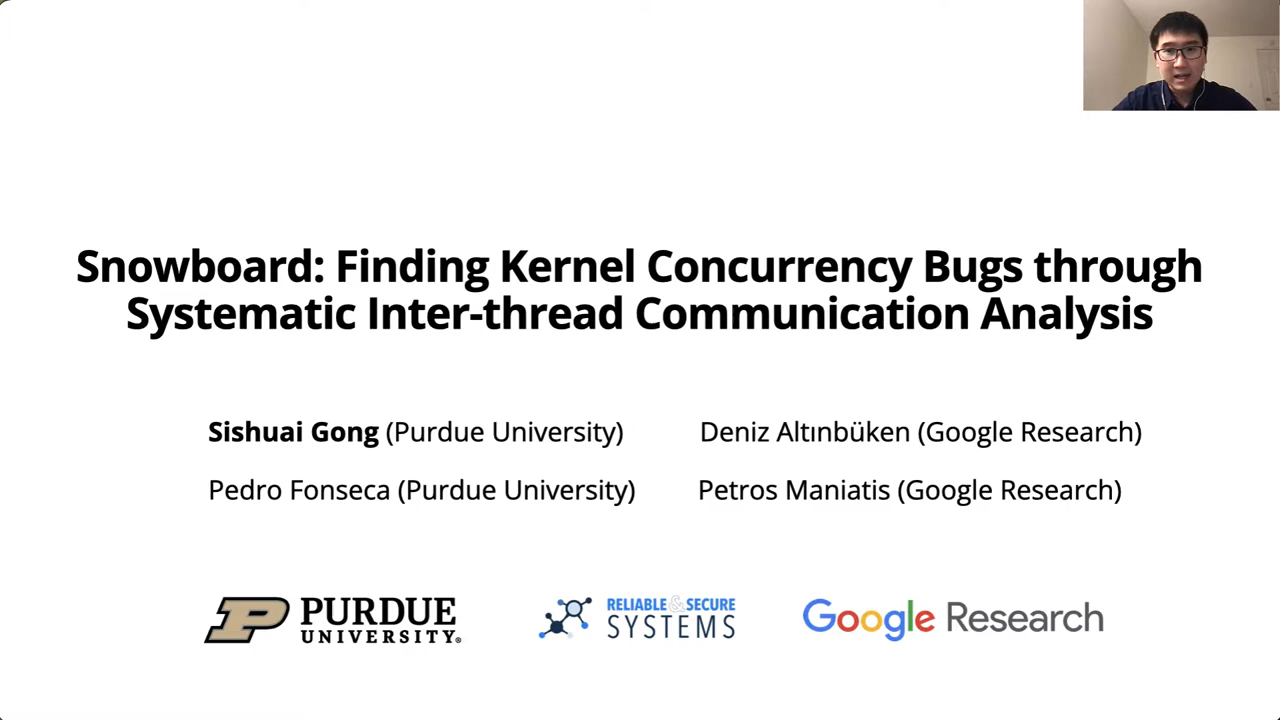 Snowboard: Finding Kernel Concurrency Bugs through
Systematic Inter-thread Communication Analysis
Sishuai Gong (Purdue University)
Deniz Altınbüken (Google Research)
Pedro Fonseca (Purdue University)
Petros Maniatis (Google Research)
P PURDUE
UNIVERSITY®
RELIABLE & SECURE
SYSTEMS
Google Research